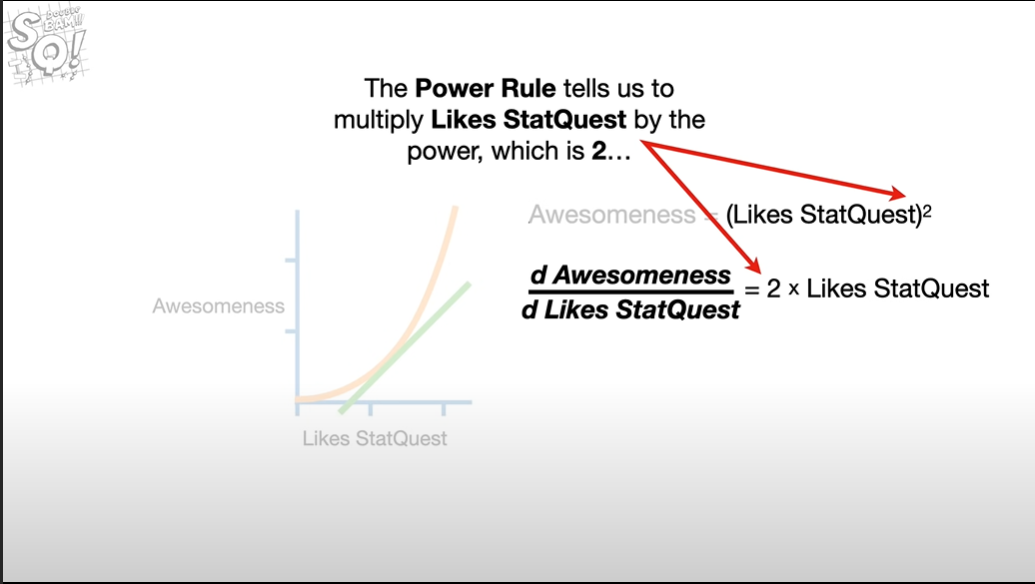 DOUBLE
BAM!!
SQ!
The Power Rule tells us to
multiply Likes StatQuest by the
power, which is 2...
Awesomeness = (Likes StatQuest)²
d Awesomeness
d Likes StatQuest
= 2 × Likes StatQuest
Awesomeness
Likes StatQuest